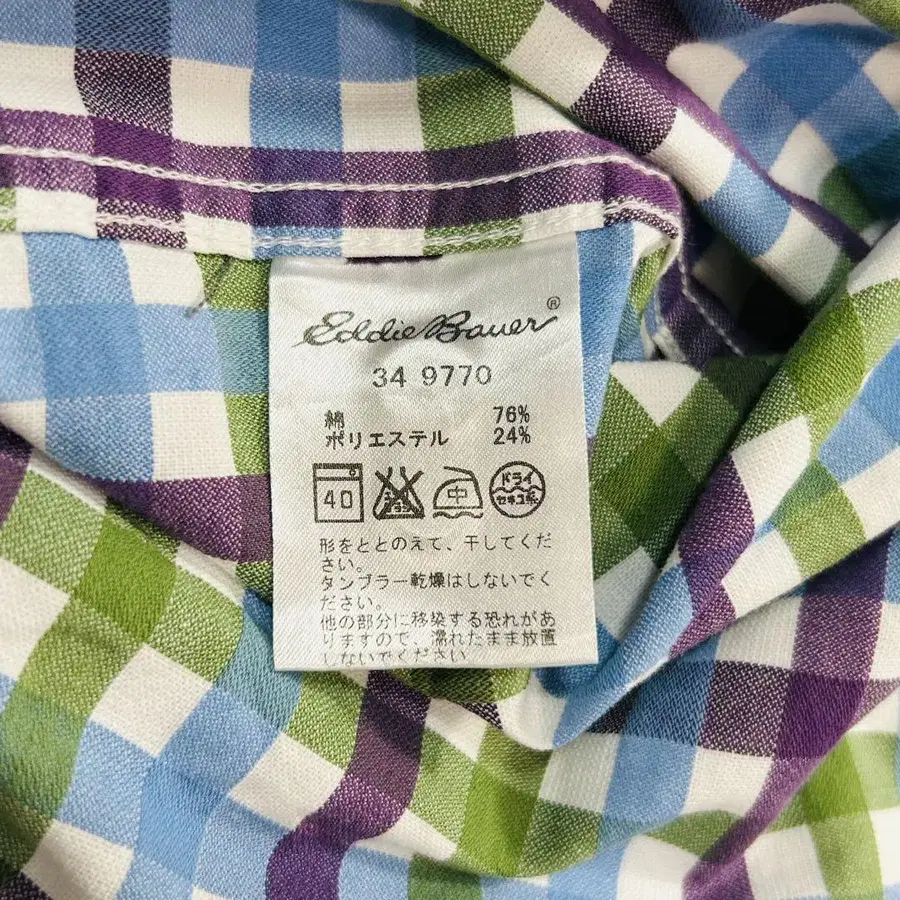 Eddie Bauer®
34 9770
綿 76%
ポリエステル 24%
40 中 ドライ
セキユ系
形をととのえて、干してくだ
さい。
タンブラー乾燥はしないでく
ださい。
他の部分に移染する恐れがあ
りますので、濡れたまま放置
しないでください